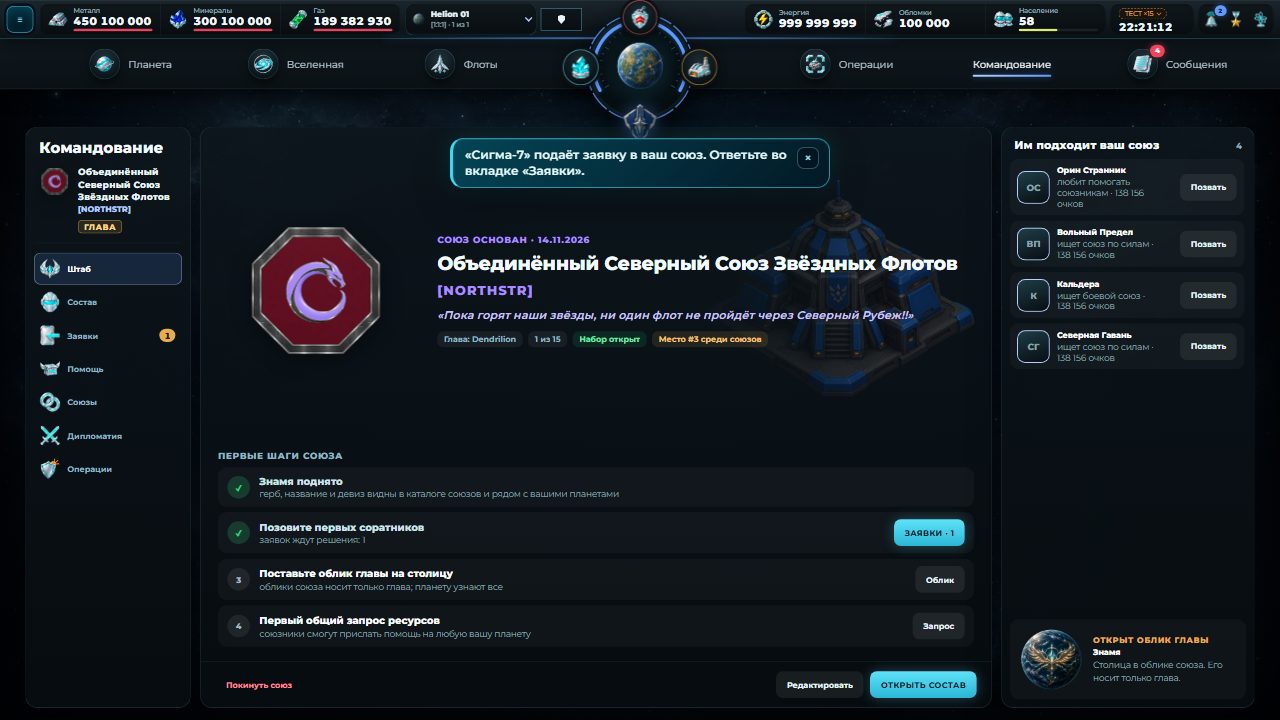 Металл
450 100 000
Минералы
300 100 000
Газ
189 382 930
Helion 01
[1:1:1] · 1 из 1
Энергия
999 999 999
Обломки
100 000
Население
58
ТЕСТ ×15
22:21:12
2
Планета
Вселенная
Флоты
Операции
Командование
4
Сообщения
Командование
Объединённый
Северный Союз
Звёздных Флотов
[NORTHSTR]
ГЛАВА
Штаб
Состав
Заявки
1
Помощь
Союзы
Дипломатия
Операции
«Сигма-7» подаёт заявку в ваш союз. Ответьте во
вкладке «Заявки».
×
СОЮЗ ОСНОВАН · 14.11.2026
Объединённый Северный Союз Звёздных Флотов
[NORTHSTR]
«Пока горят наши звёзды, ни один флот не пройдёт через Северный Рубеж!!»
Глава: Dendrilion
1 из 15
Набор открыт
Место #3 среди союзов
ПЕРВЫЕ ШАГИ СОЮЗА
✓
Знамя поднято
герб, название и девиз видны в каталоге союзов и рядом с вашими планетами
✓
Позовите первых соратников
заявок ждут решения: 1
ЗАЯВКИ · 1
3
Поставьте облик главы на столицу
облики союза носит только глава; планету узнают все
Облик
4
Первый общий запрос ресурсов
союзники смогут прислать помощь на любую вашу планету
Запрос
Покинуть союз
Редактировать
ОТКРЫТЬ СОСТАВ
Им подходит ваш союз
4
ОС
Орин Странник
любит помогать
союзникам · 138 156
очков
Позвать
ВП
Вольный Предел
ищет союз по силам ·
138 156 очков
Позвать
К
Кальдера
ищет боевой союз ·
138 156 очков
Позвать
СГ
Северная Гавань
ищет союз по силам ·
138 156 очков
Позвать
ОТКРЫТ ОБЛИК ГЛАВЫ
Знамя
Столица в облике союза. Его
носит только глава.